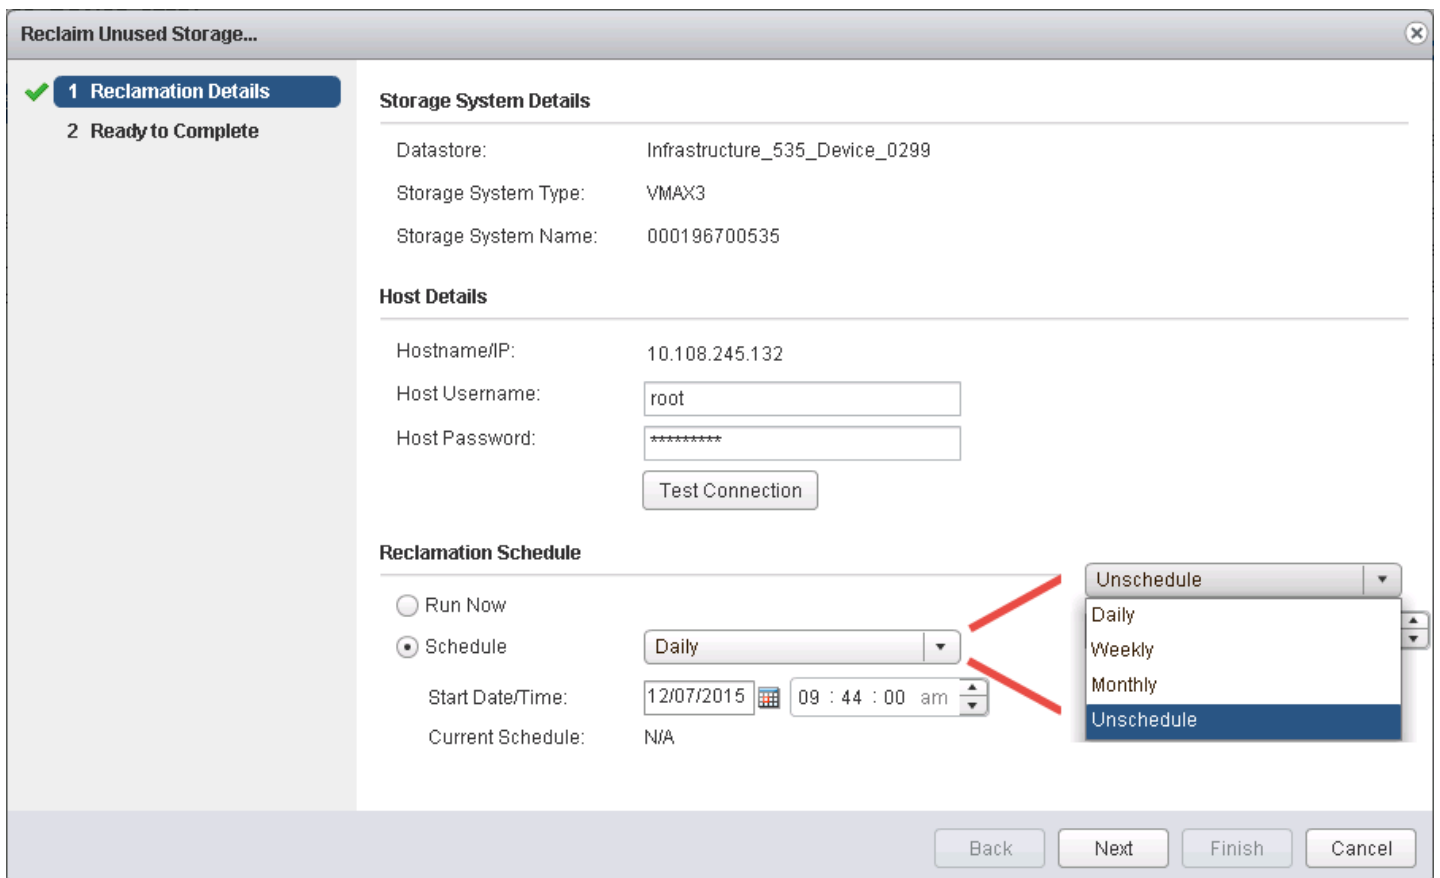 Reclaim Unused Storage...
1 Reclamation Details
2 Ready to Complete
Storage System Details
Datastore: Infrastructure_535_Device_0299
Storage System Type: VMAX3
Storage System Name: 000196700535
Host Details
Hostname/IP: 10.108.245.132
Host Username: root
Host Password: *********
Test Connection
Reclamation Schedule
Run Now
Schedule Daily
Start Date/Time: 12/07/2015 09 : 44 : 00 am
Current Schedule: N/A
Unschedule
Daily
Weekly
Monthly
Unschedule
Back Next Finish Cancel